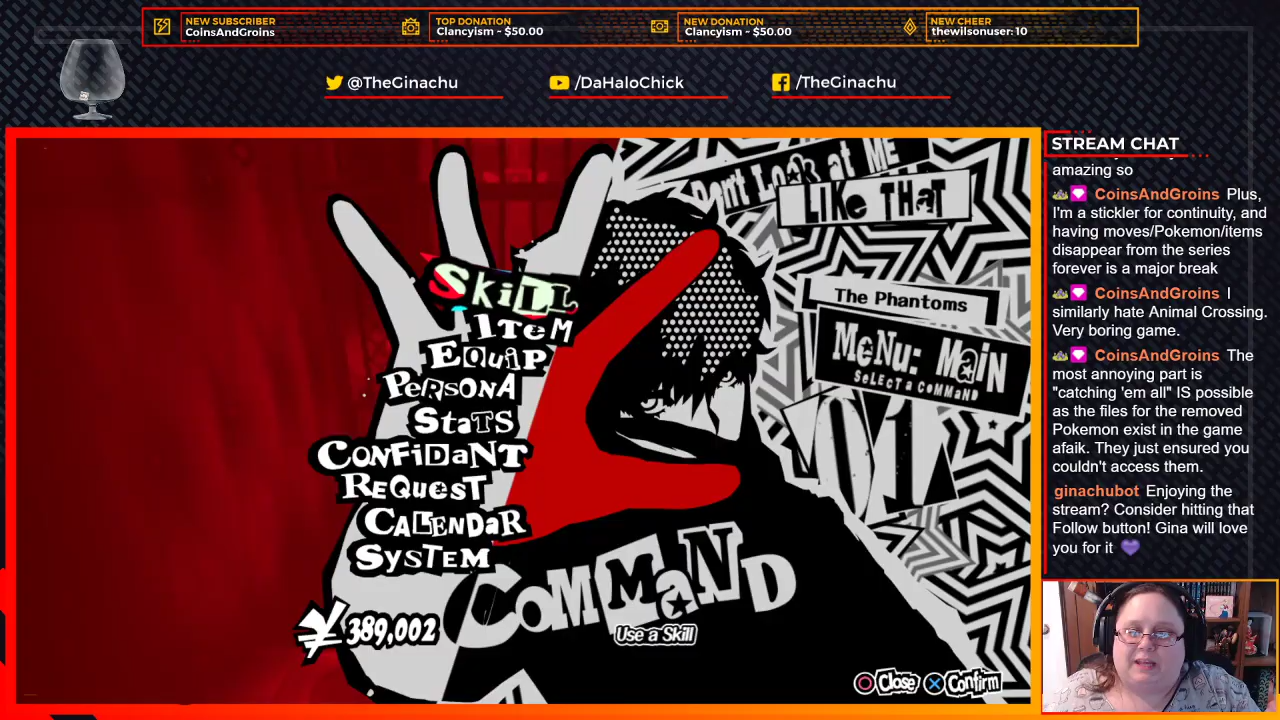 NEW SUBSCRIBER
CoinsAndGroins
TOP DONATION
Clancyism ~ $50.00
NEW DONATION
Clancyism ~ $50.00
NEW CHEER
thewilsonuser: 10
@TheGinachu
/DaHaloChick
/TheGinachu
STREAM CHAT
amazing so
CoinsAndGroins Plus,
I'm a stickler for continuity, and
having moves/Pokemon/items
disappear from the series
forever is a major break
CoinsAndGroins I
similarly hate Animal Crossing.
Very boring game.
CoinsAndGroins The
most annoying part is
"catching 'em all" IS possible
as the files for the removed
Pokemon exist in the game
afaik. They just ensured you
couldn't access them.
ginachubot Enjoying the
stream? Consider hitting that
Follow button! Gina will love
you for it
Don't Look at ME
LIKe THAT
The Phantoms
MeNu: MaiN
SeLeCT a CoMMaND
01
SkiLL
ITeM
EQuiP
PeRSONA
StaTS
CoNFiDaNT
ReQuesT
CaLeNDaR
SySTeM
CoMMaND
Use a Skill
¥ 389,002
Close
Confirm